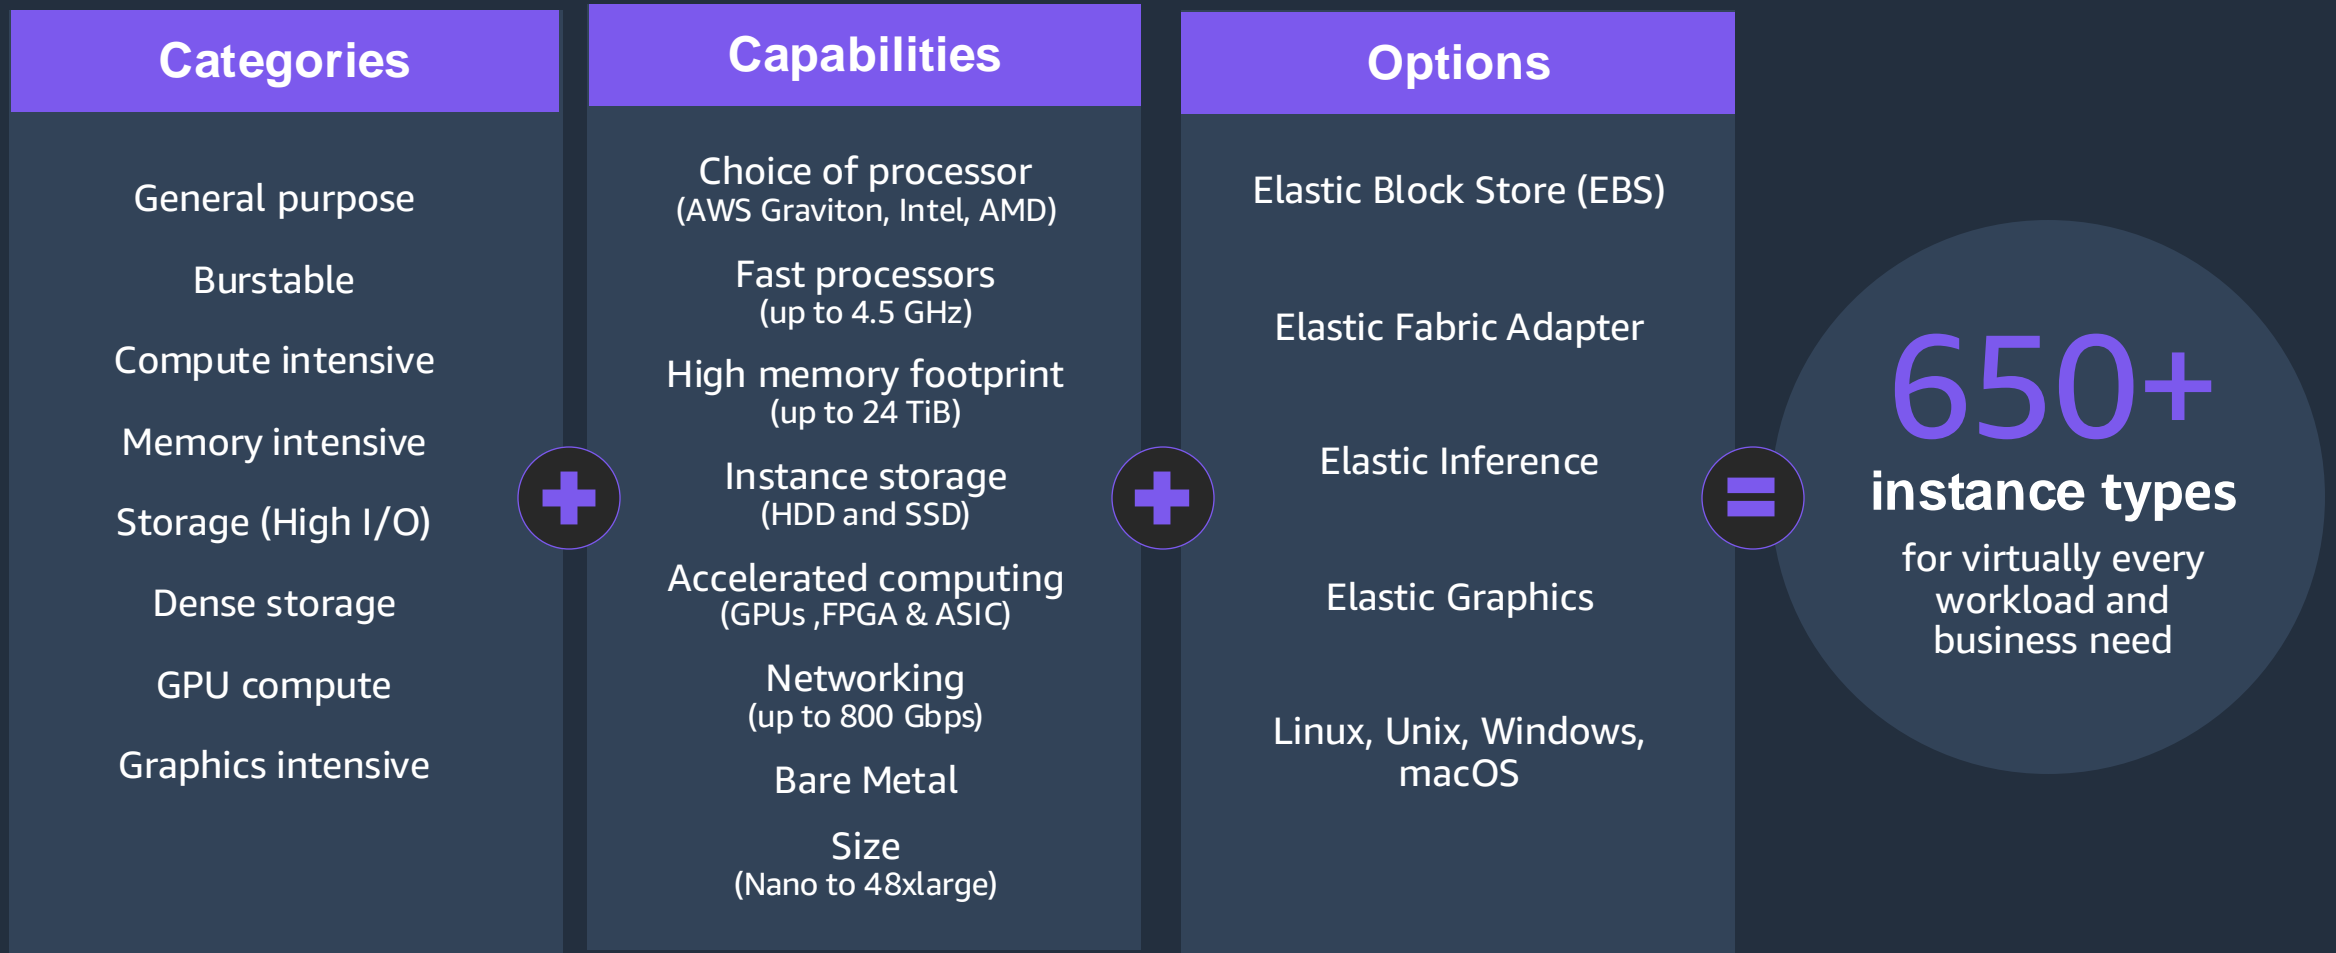 Categories
General purpose
Burstable
Compute intensive
Memory intensive
Storage (High I/O)
Dense storage
GPU compute
Graphics intensive
Capabilities
Choice of processor
(AWS Graviton, Intel, AMD)
Fast processors
(up to 4.5 GHz)
High memory footprint
(up to 24 TiB)
Instance storage
(HDD and SSD)
Accelerated computing
(GPUs ,FPGA & ASIC)
Networking
(up to 800 Gbps)
Bare Metal
Size
(Nano to 48xlarge)
Options
Elastic Block Store (EBS)
Elastic Fabric Adapter
Elastic Inference
Elastic Graphics
Linux, Unix, Windows,
macOS
650+
instance types
for virtually every
workload and
business need